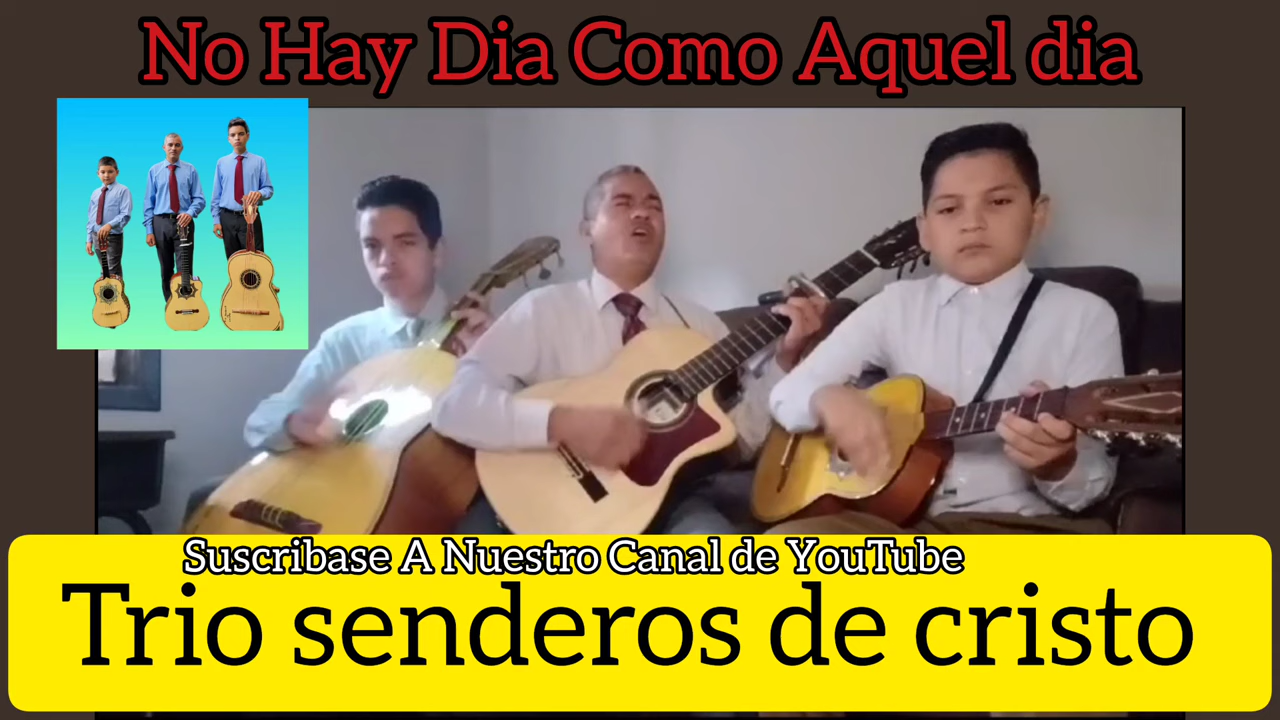 No Hay Dia Como Aquel dia
Suscribase A Nuestro Canal de YouTube
Trio senderos de cristo